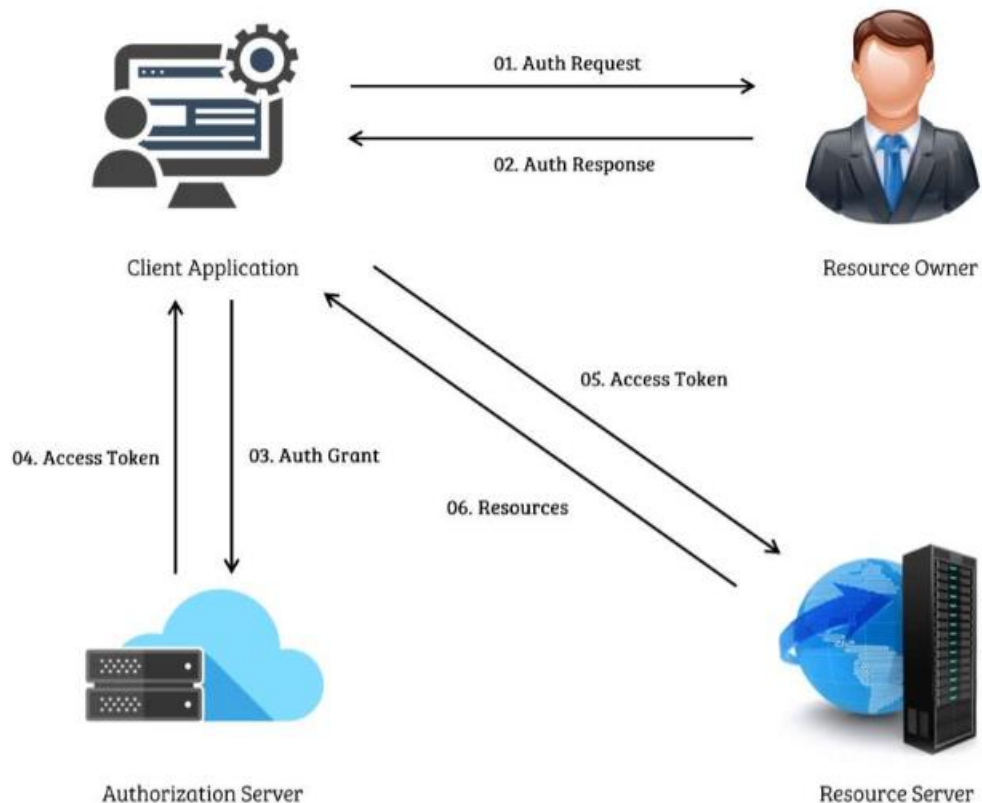 01. Auth Request
02. Auth Response
Client Application
Resource Owner
05. Access Token
04. Access Token
03. Auth Grant
06. Resources
Authorization Server
Resource Server